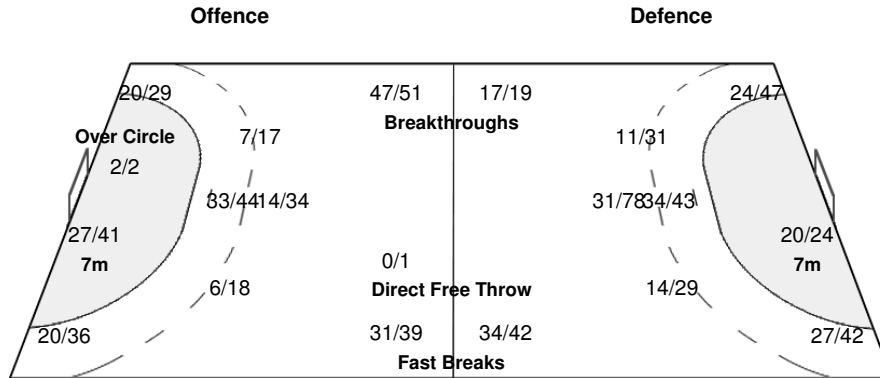 Offence Defence
20/29 47/51 17/19 24/47
Breakthroughs
Over Circle 7/17 11/31
2/2
33/44 14/34 31/78 34/43
27/41 20/24
7m 0/1 7m
6/18 Direct Free Throw 14/29
20/36 31/39 34/42 27/42
Fast Breaks